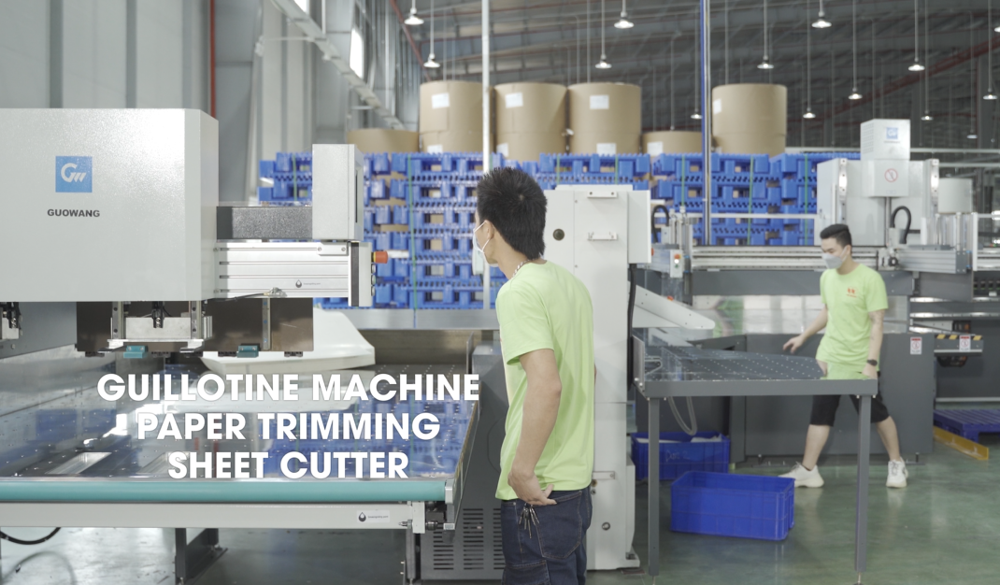 GUOWANG
GUILLOTINE MACHINE
PAPER TRIMMING
SHEET CUTTER